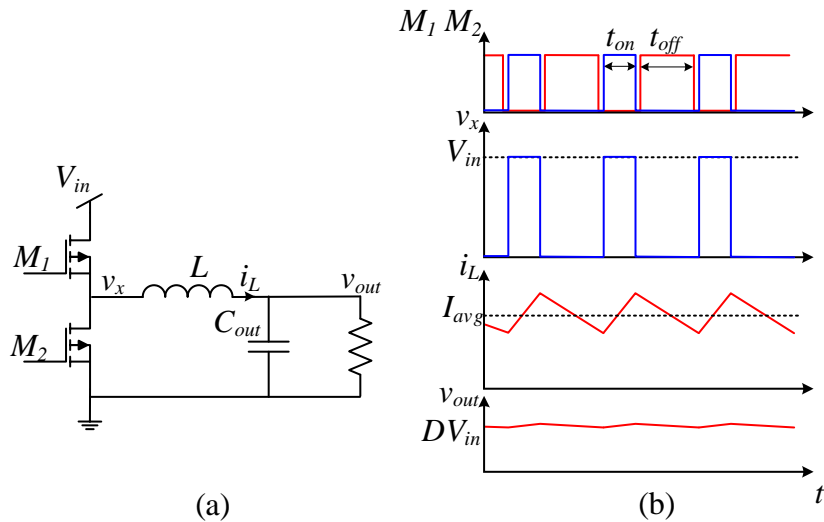 V_in
M_1
v_x
L
i_L
v_out
C_out
M_2
(a)
M_1 M_2
t_on
t_off
v_x
V_in
i_L
I_avg
v_out
DV_in
t
(b)